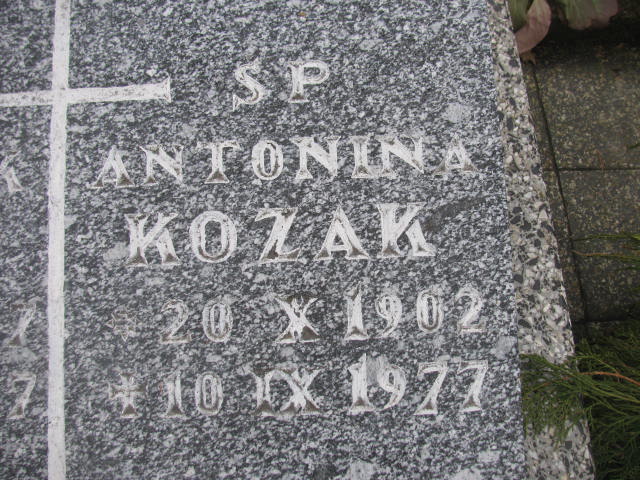 SP
ANTONINA
KOZAK
* 20 X 1902
+ 10 IX 1977